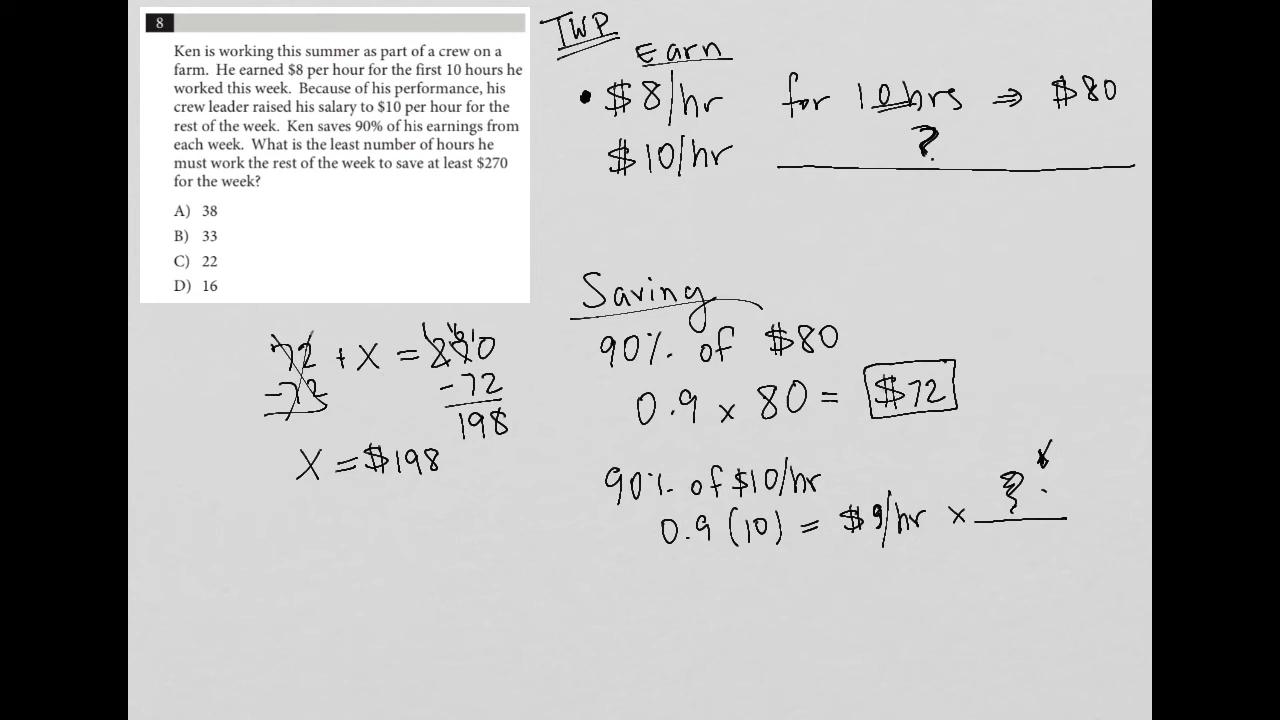 8
Ken is working this summer as part of a crew on a
farm. He earned $8 per hour for the first 10 hours he
worked this week. Because of his performance, his
crew leader raised his salary to $10 per hour for the
rest of the week. Ken saves 90% of his earnings from
each week. What is the least number of hours he
must work the rest of the week to save at least $270
for the week?
A) 38
B) 33
C) 22
D) 16
TWP
Earn
• $8/hr for 10hrs ⇒ $80
$10/hr ?
Saving
90% of $80
0.9 x 80 = $72
90% of $10/hr
0.9 (10) = $9/hr x ?
72 + X = 270
-72 -72
198
X = $198